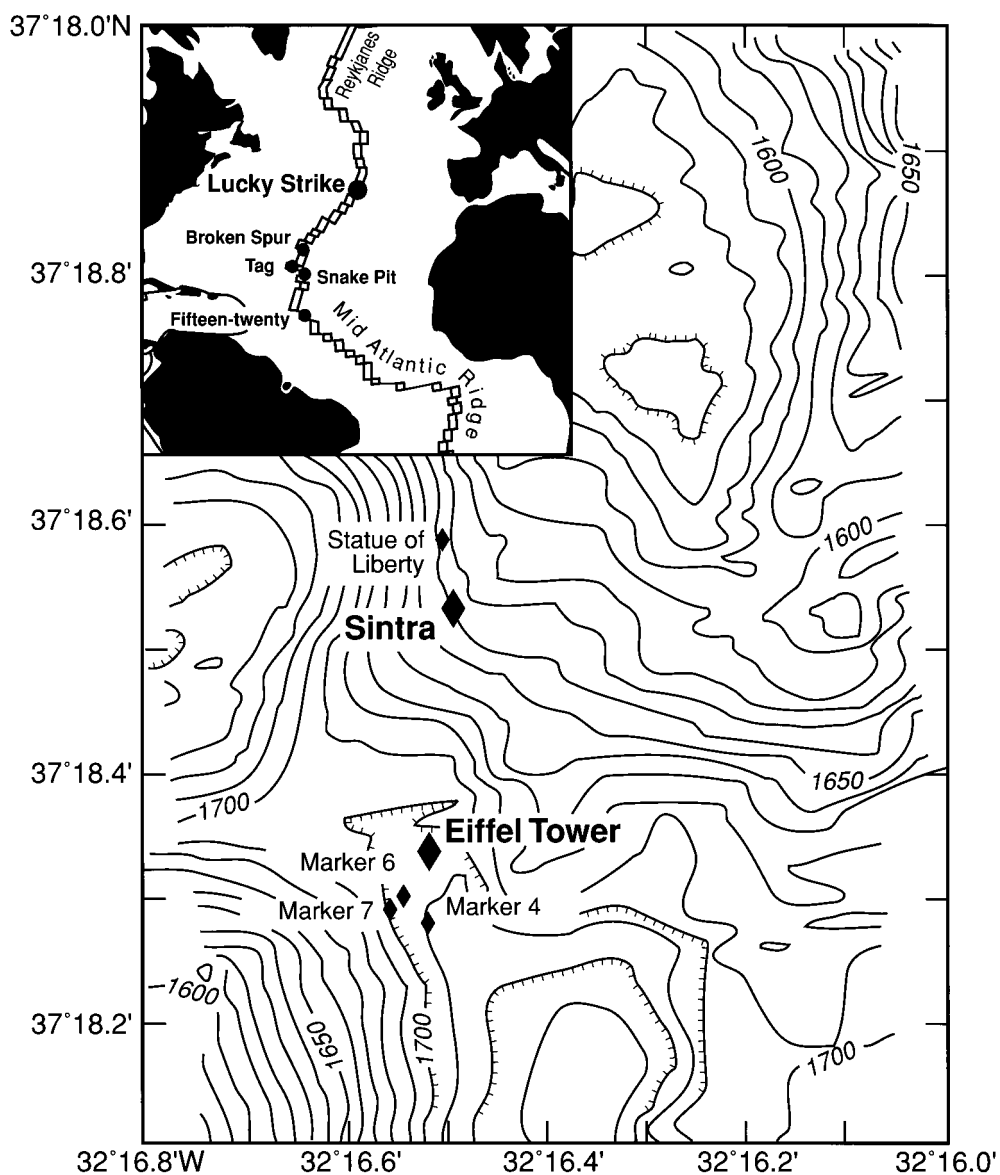 37°18.0'N
Reykjanes
Ridge
1600
1650
Lucky Strike
Broken Spur
Tag
Snake Pit
37°18.8'
Fifteen-twenty
Mid Atlantic Ridge
37°18.6'
Statue of
Liberty
1600
Sintra
37°18.4'
1650
1700
Eiffel Tower
Marker 6
Marker 7
Marker 4
1600
1650
1700
37°18.2'
1700
32°16.8'W
32°16.6'
32°16.4'
32°16.2'
32°16.0'